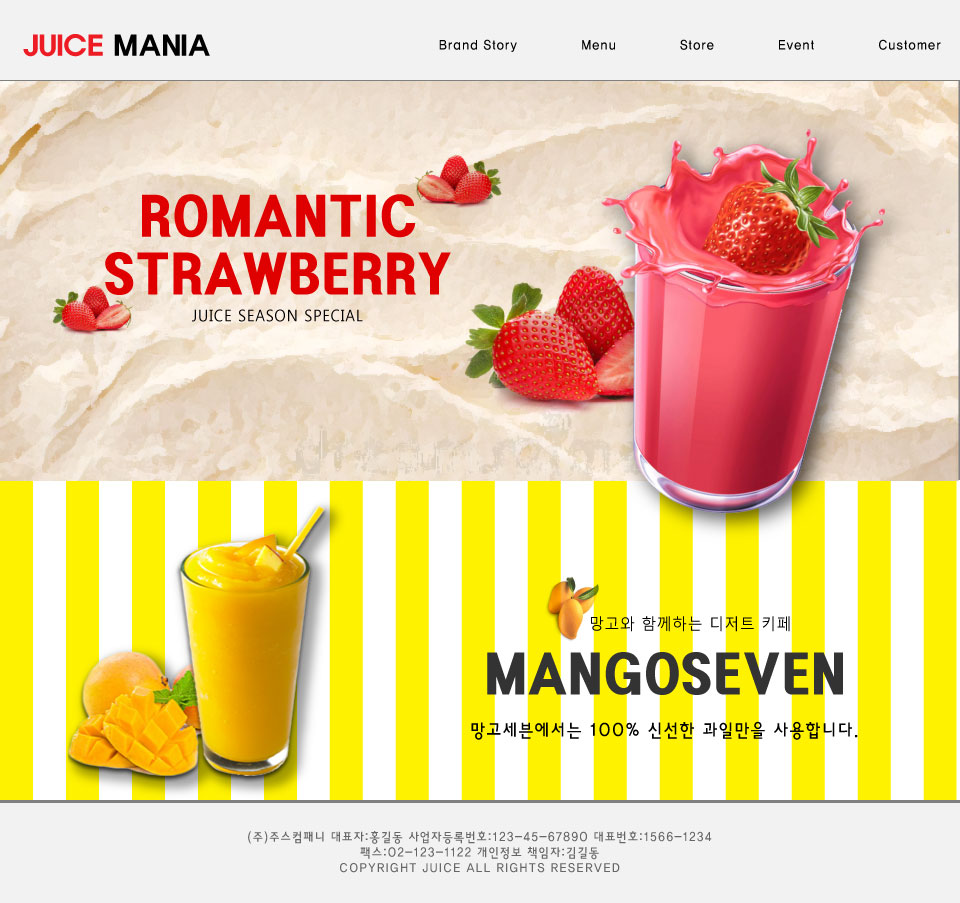 JUICE MANIA
Brand Story Menu Store Event Customer
ROMANTIC
STRAWBERRY
JUICE SEASON SPECIAL
망고와 함께하는 디저트 키페
MANGOSEVEN
망고세븐에서는 100% 신선한 과일만을 사용합니다.
(주)주스컴패니 대표자:홍길동 사업자등록번호:123-45-67890 대표번호:1566-1234
팩스:02-123-1122 개인정보 책임자:김길동
COPYRIGHT JUICE ALL RIGHTS RESERVED